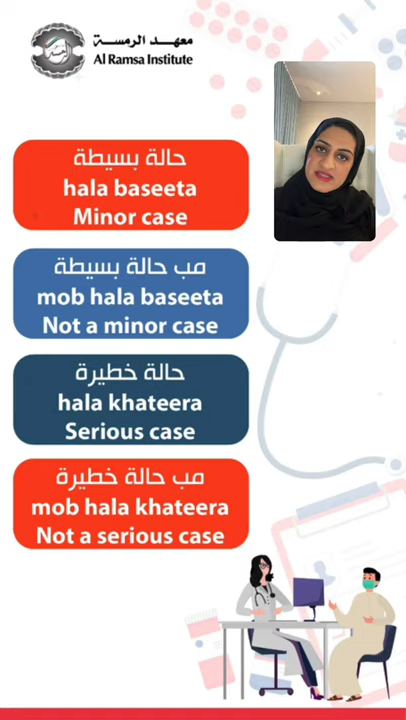 معهد الرمسة
Al Ramsa Institute
حالة بسيطة
hala baseeta
Minor case
مب حالة بسيطة
mob hala baseeta
Not a minor case
حالة خطيرة
hala khateera
Serious case
مب حالة خطيرة
mob hala khateera
Not a serious case